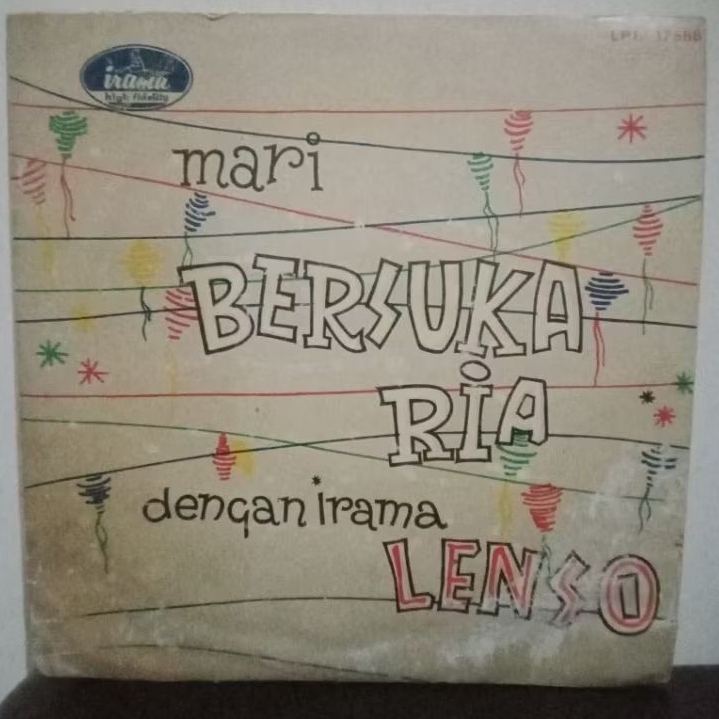 irama
high fidelity
mari
BERSUKA
RIA
dengan irama
LENSO